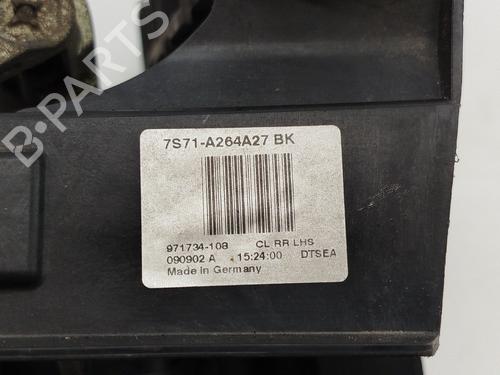 7S71-A264A27 BK
971734-108 CL RR LHS
090902 A 15:24:00 DTSEA
Made in Germany
B-PARTS